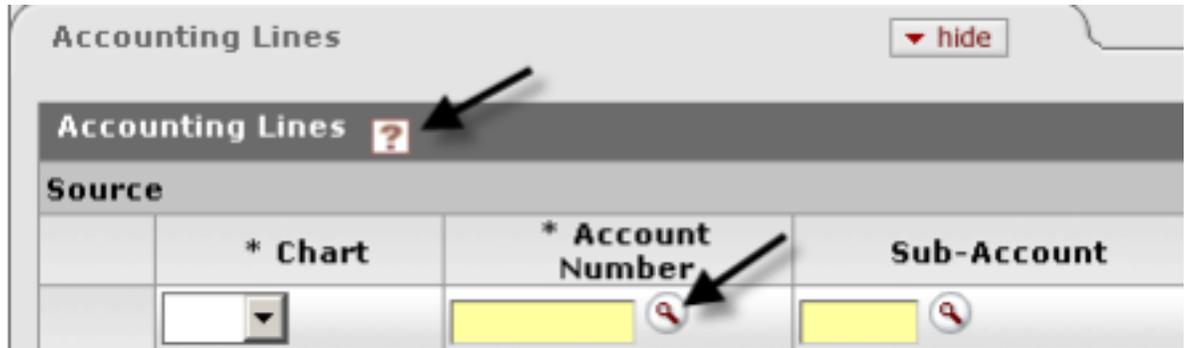 Accounting Lines
hide
Accounting Lines ?
Source
* Chart
* Account
Number
Sub-Account